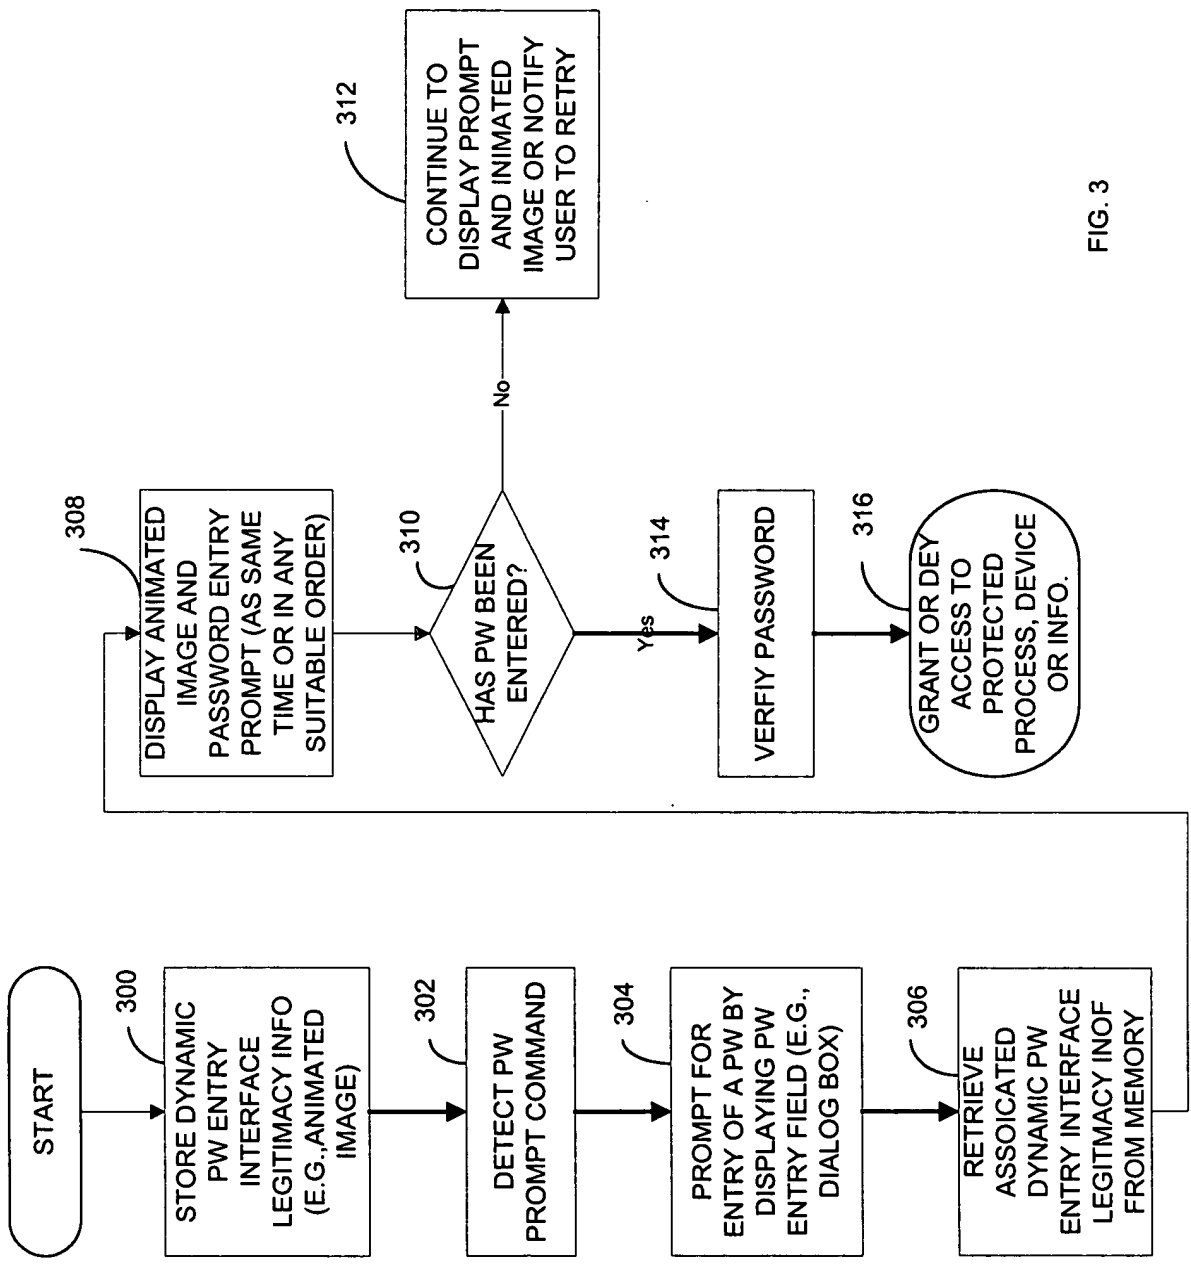 START
300
STORE DYNAMIC
PW ENTRY
INTERFACE
LEGITIMACY INFO
(E.G.,ANIMATED
IMAGE)
302
DETECT PW
PROMPT COMMAND
304
PROMPT FOR
ENTRY OF A PW BY
DISPLAYING PW
ENTRY FIELD (E.G.,
DIALOG BOX)
306
RETRIEVE
ASSOICATED
DYNAMIC PW
ENTRY INTERFACE
LEGITMACY INOF
FROM MEMORY
308
DISPLAY ANIMATED
IMAGE AND
PASSWORD ENTRY
PROMPT (AS SAME
TIME OR IN ANY
SUITABLE ORDER)
310
HAS PW BEEN
ENTERED?
No
312
CONTINUE TO
DISPLAY PROMPT
AND INIMATED
IMAGE OR NOTIFY
USER TO RETRY
Yes
314
VERFIY PASSWORD
316
GRANT OR DEY
ACCESS TO
PROTECTED
PROCESS, DEVICE
OR INFO.
FIG. 3